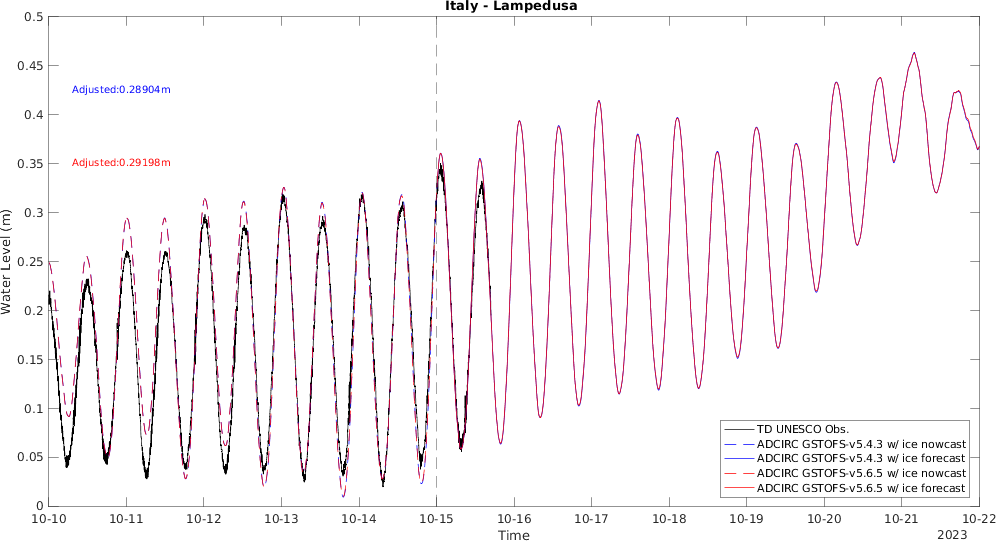 Italy - Lampedusa
0.5
0.45
0.4
0.35
0.3
0.25
0.2
0.15
0.1
0.05
0
Water Level (m)
Adjusted:0.28904m
Adjusted:0.29198m
TD UNESCO Obs.
ADCIRC GSTOFS-v5.4.3 w/ ice nowcast
ADCIRC GSTOFS-v5.4.3 w/ ice forecast
ADCIRC GSTOFS-v5.6.5 w/ ice nowcast
ADCIRC GSTOFS-v5.6.5 w/ ice forecast
10-10 10-11 10-12 10-13 10-14 10-15 10-16 10-17 10-18 10-19 10-20 10-21 10-22
Time
2023